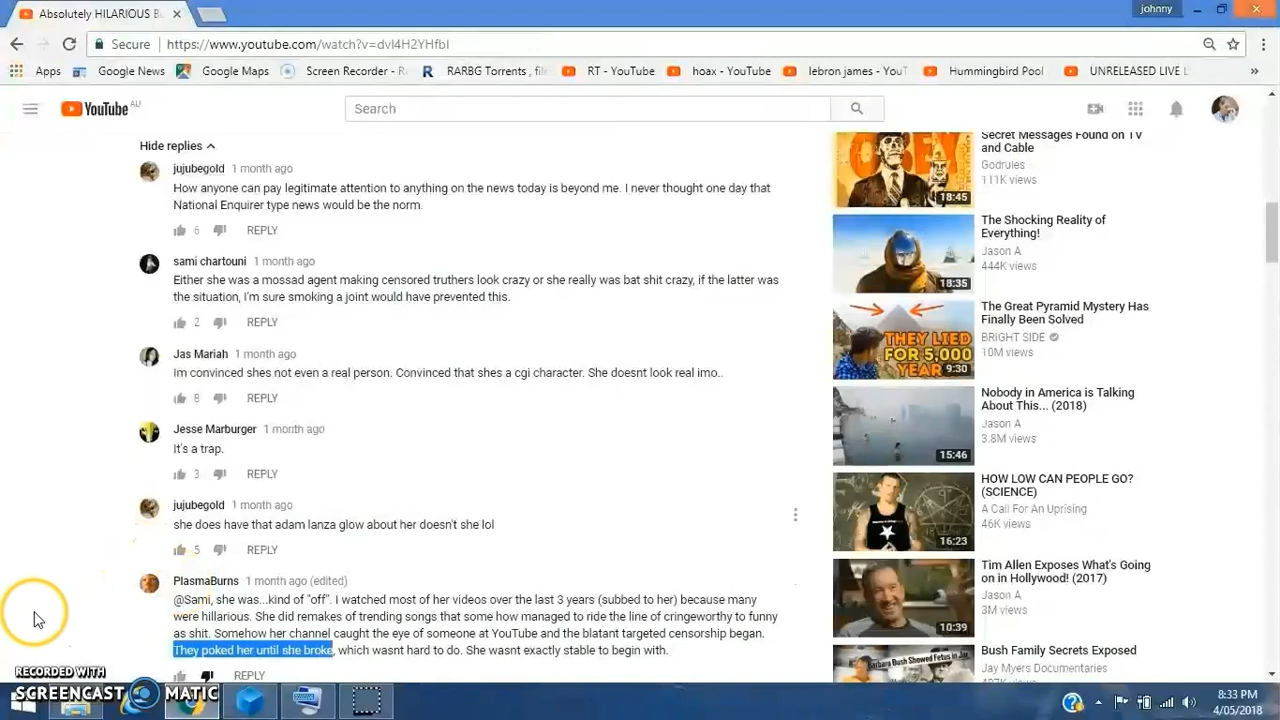 Absolutely HILARIOUS B
johnny
Secure https://www.youtube.com/watch?v=dvI4H2YHfbI
Apps Google News Google Maps Screen Recorder - R RARBG Torrents , file RT - YouTube hoax - YouTube lebron james - YouT Hummingbird Pool UNRELEASED LIVE L »
YouTube AU
Search
Hide replies
jujubegold 1 month ago
How anyone can pay legitimate attention to anything on the news today is beyond me. I never thought one day that
National Enquirer type news would be the norm.
6 REPLY
sami chartouni 1 month ago
Either she was a mossad agent making censored truthers look crazy or she really was bat shit crazy, if the latter was
the situation, I'm sure smoking a joint would have prevented this.
2 REPLY
Jas Mariah 1 month ago
Im convinced shes not even a real person. Convinced that shes a cgi character. She doesnt look real imo..
8 REPLY
Jesse Marburger 1 month ago
It's a trap.
3 REPLY
jujubegold 1 month ago
she does have that adam lanza glow about her doesn't she lol
5 REPLY
PlasmaBurns 1 month ago (edited)
@Sami, she was...kind of "off". I watched most of her videos over the last 3 years (subbed to her) because many
were hillarious. She did remakes of trending songs that some how managed to ride the line of cringeworthy to funny
as shit. Somehow her channel caught the eye of someone at YouTube and the blatant targeted censorship began.
They poked her until she broke, which wasnt hard to do. She wasnt exactly stable to begin with.
REPLY
Secret Messages Found on TV
and Cable
Godrules
111K views
18:45
The Shocking Reality of
Everything!
Jason A
444K views
18:35
The Great Pyramid Mystery Has
Finally Been Solved
BRIGHT SIDE
10M views
THEY LIED
FOR 5,000
YEAR
9:30
Nobody in America is Talking
About This... (2018)
Jason A
3.8M views
15:46
HOW LOW CAN PEOPLE GO?
(SCIENCE)
A Call For An Uprising
46K views
16:23
Tim Allen Exposes What's Going
on in Hollywood! (2017)
Jason A
3M views
10:39
Bush Family Secrets Exposed
Jay Myers Documentaries
Barbara Bush Showed Fetus in Jar
RECORDED WITH
SCREENCAST MATIC
8:33 PM
4/05/2018